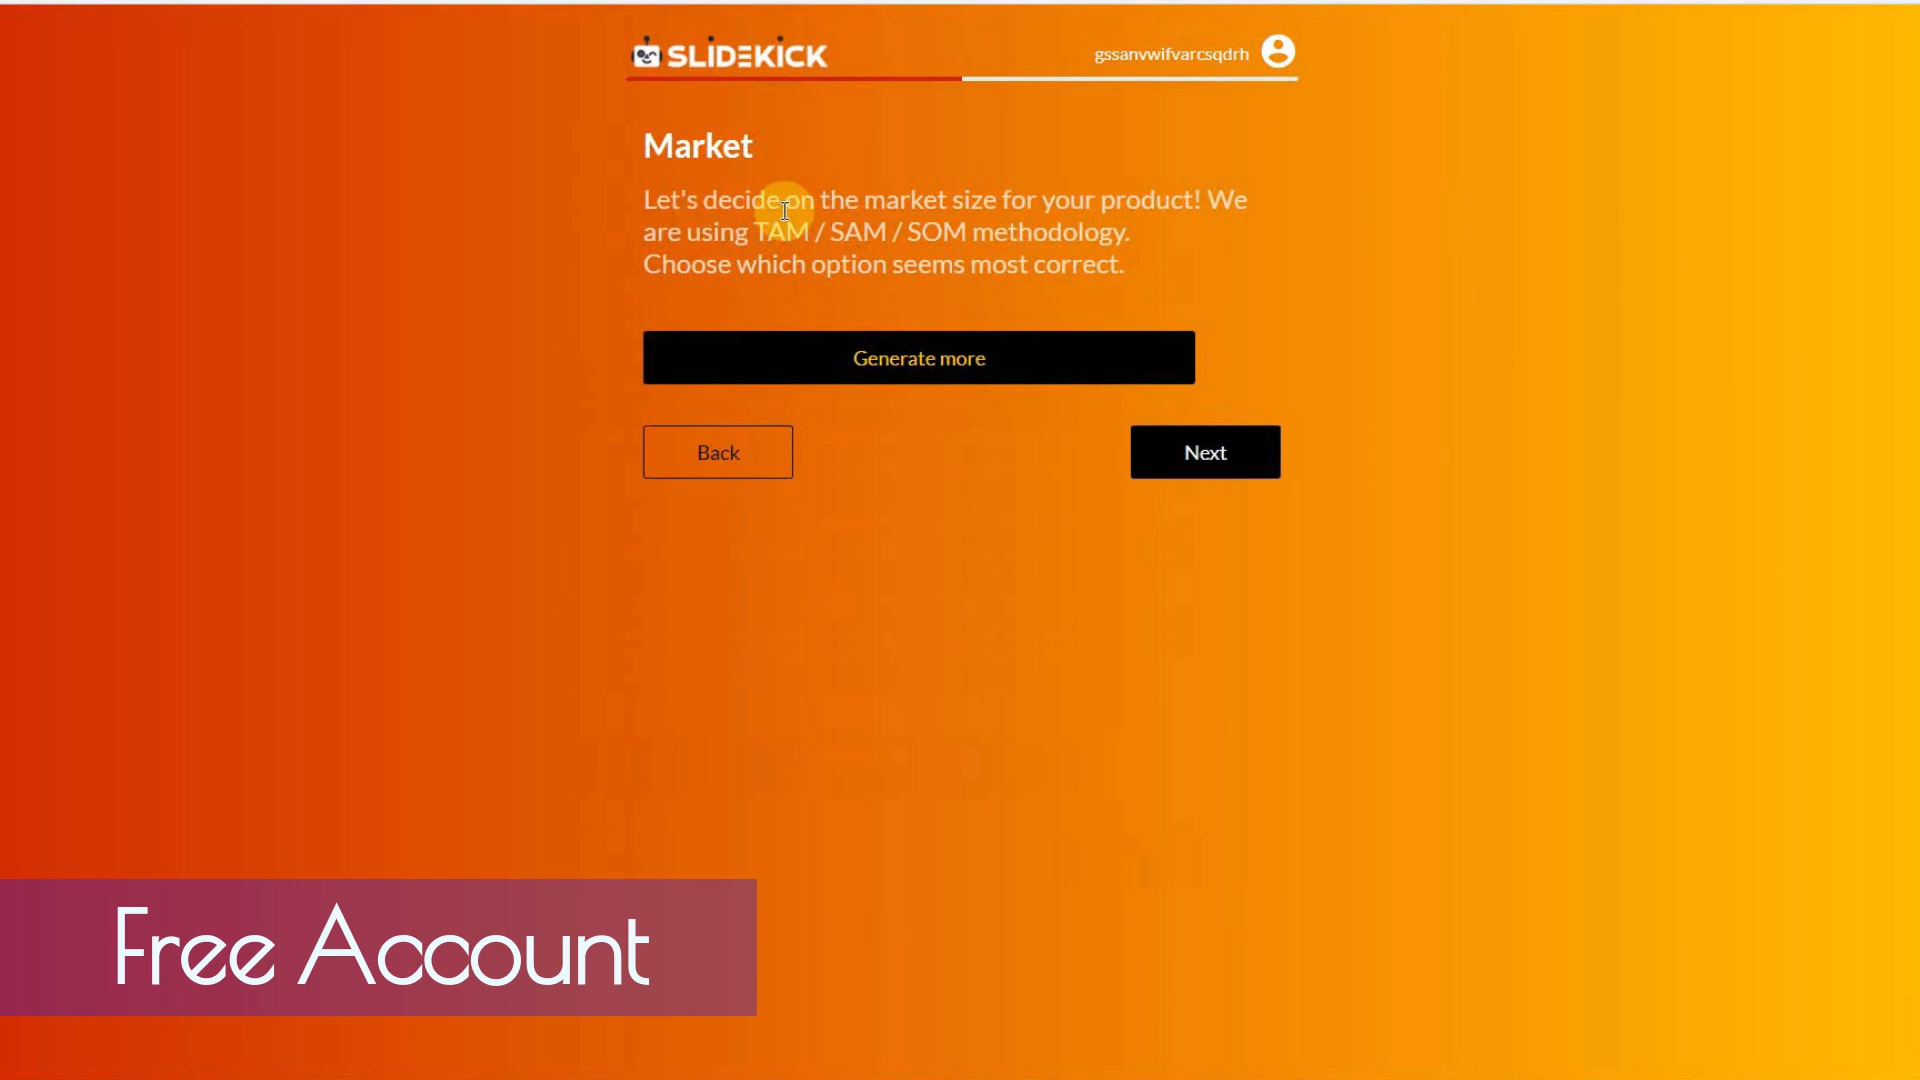 SLIDEKICK
gssanvwifvarcsqdrh
Market
Let's decide on the market size for your product! We
are using TAM / SAM / SOM methodology.
Choose which option seems most correct.
Generate more
Back
Next
Free Account